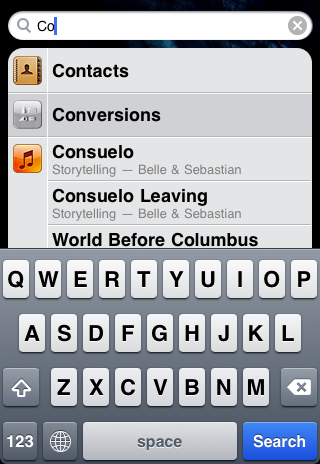 Co
Contacts
Conversions
Consuelo
Storytelling — Belle & Sebastian
Consuelo Leaving
Storytelling — Belle & Sebastian
World Before Columbus
Q W E R T Y U I O P
A S D F G H J K L
Z X C V B N M
123 space Search